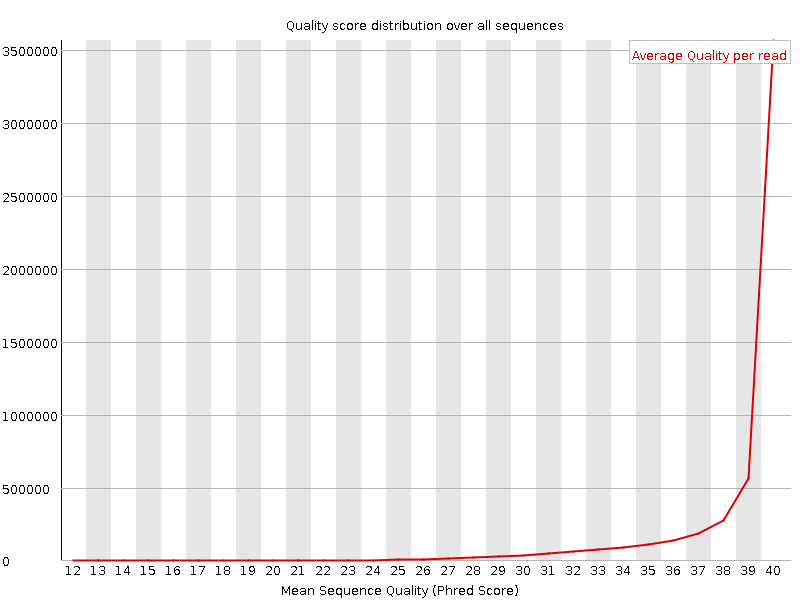 Quality score distribution over all sequences
Average Quality per read
3500000
3000000
2500000
2000000
1500000
1000000
500000
0
12 13 14 15 16 17 18 19 20 21 22 23 24 25 26 27 28 29 30 31 32 33 34 35 36 37 38 39 40
Mean Sequence Quality (Phred Score)